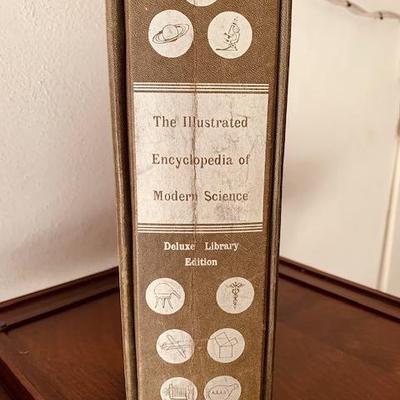 The Illustrated
Encyclopedia of
Modern Science
Deluxe Library
Edition